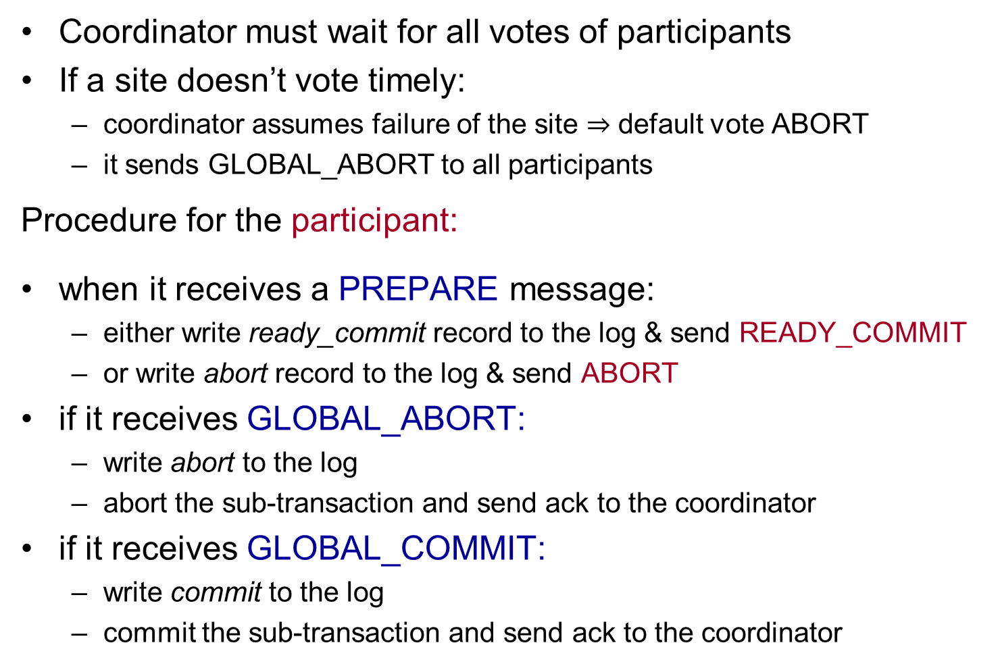 • Coordinator must wait for all votes of participants
• If a site doesn’t vote timely:
– coordinator assumes failure of the site ⇒ default vote ABORT
– it sends GLOBAL_ABORT to all participants
Procedure for the participant:
• when it receives a PREPARE message:
– either write ready_commit record to the log & send READY_COMMIT
– or write abort record to the log & send ABORT
• if it receives GLOBAL_ABORT:
– write abort to the log
– abort the sub-transaction and send ack to the coordinator
• if it receives GLOBAL_COMMIT:
– write commit to the log
– commit the sub-transaction and send ack to the coordinator